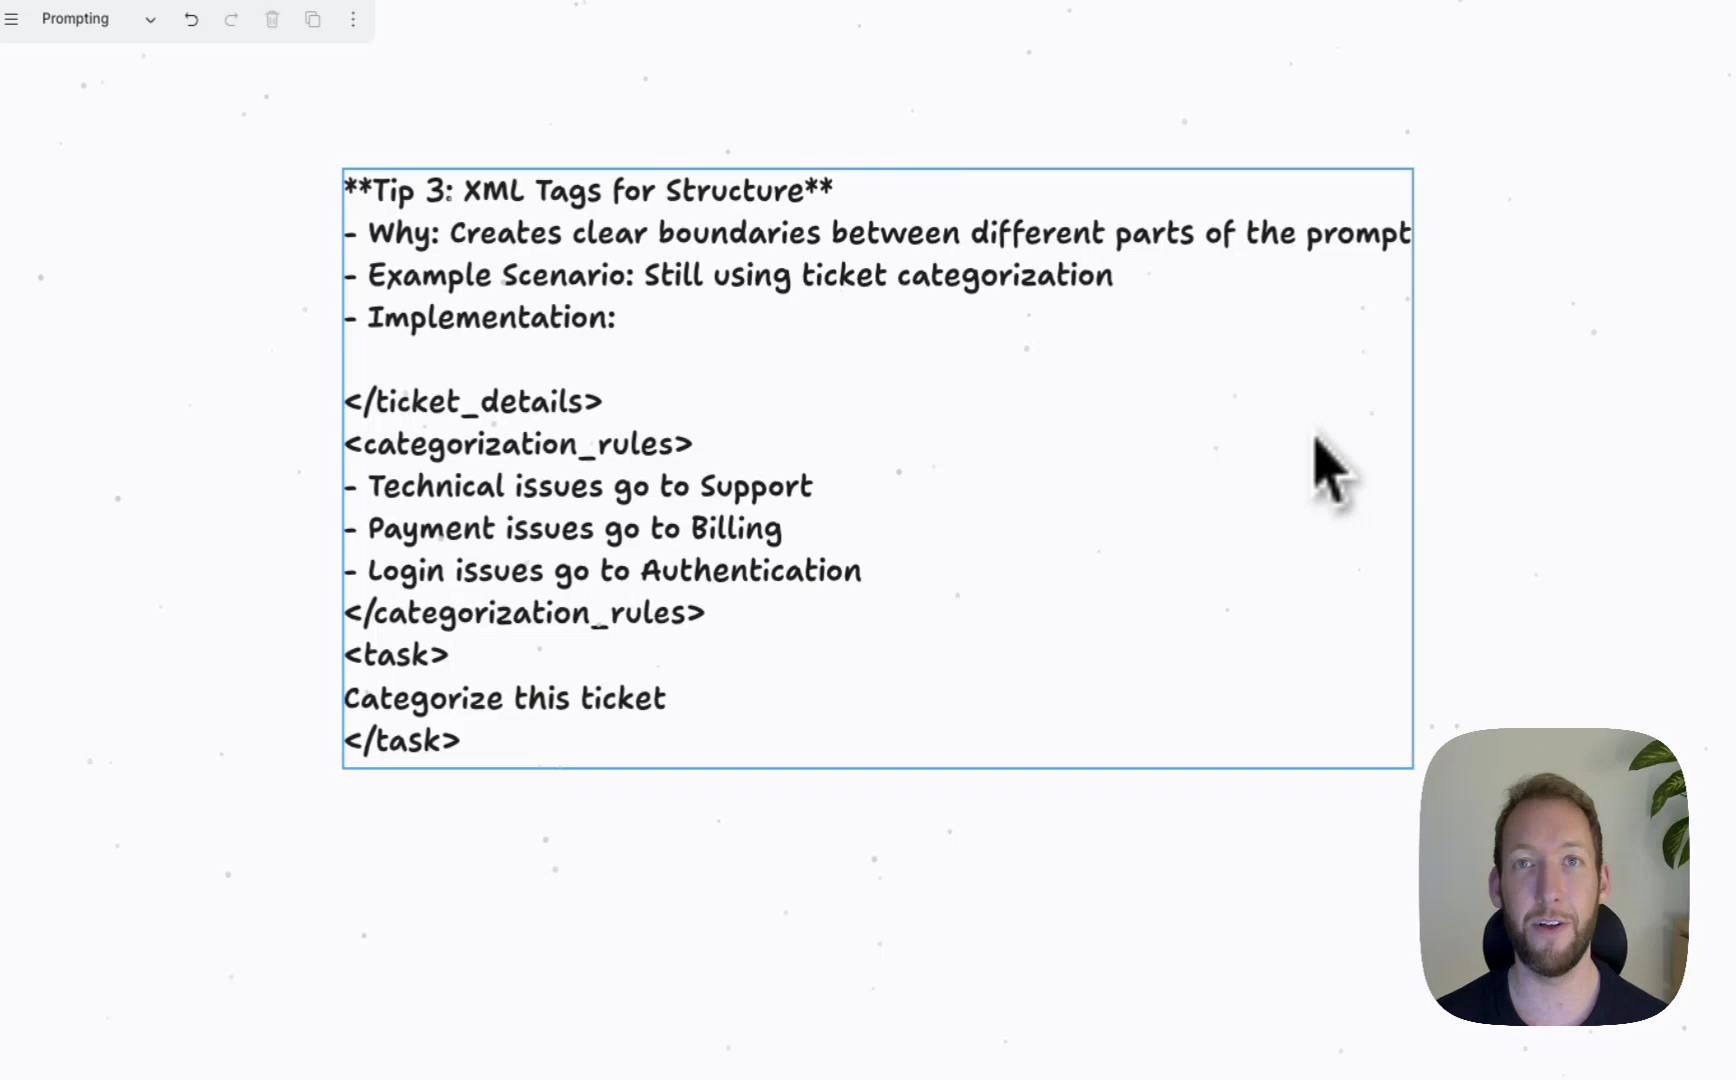 Prompting
**Tip 3: XML Tags for Structure**
- Why: Creates clear boundaries between different parts of the prompt
- Example Scenario: Still using ticket categorization
- Implementation:
</ticket_details>
<categorization_rules>
- Technical issues go to Support
- Payment issues go to Billing
- Login issues go to Authentication
</categorization_rules>
<task>
Categorize this ticket
</task>